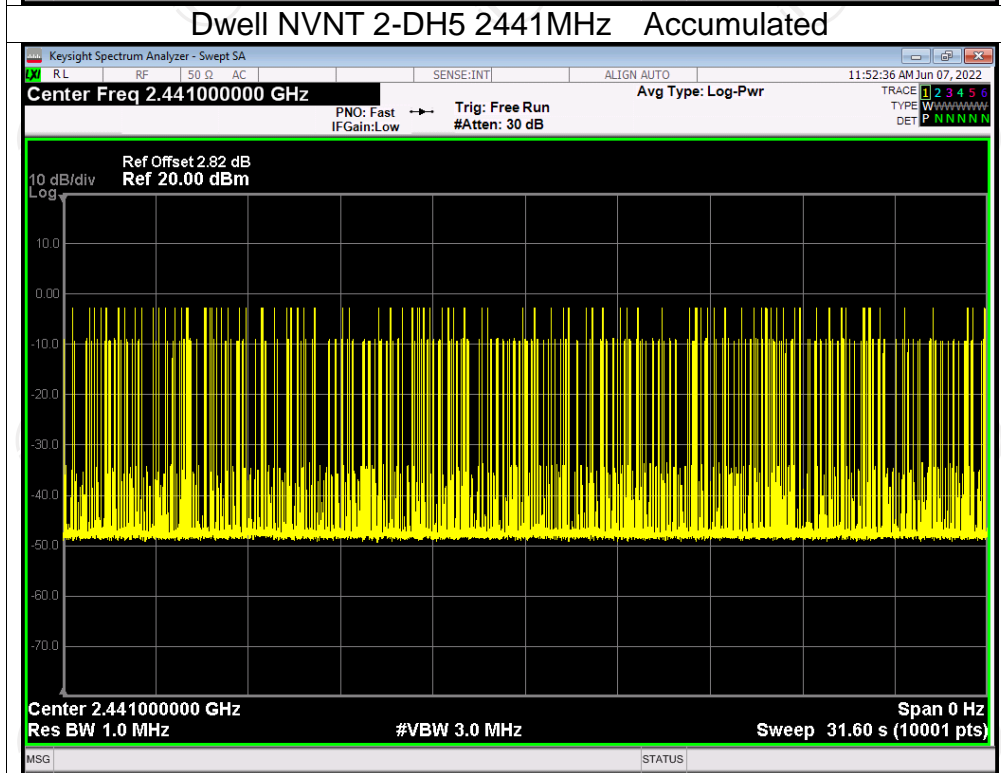 Dwell NVNT 2-DH5 2441MHz Accumulated
Keysight Spectrum Analyzer - Swept SA
LXI RL RF 50 Ω AC SENSE:INT ALIGN AUTO 11:52:36 AM Jun 07, 2022
Center Freq 2.441000000 GHz
PNO: Fast
IFGain:Low
Trig: Free Run
#Atten: 30 dB
Avg Type: Log-Pwr
TRACE 1 2 3 4 5 6
TYPE WWWWWW
DET P N N N N N
Ref Offset 2.82 dB
10 dB/div Ref 20.00 dBm
Log
10.0
0.00
-10.0
-20.0
-30.0
-40.0
-50.0
-60.0
-70.0
Center 2.441000000 GHz Span 0 Hz
Res BW 1.0 MHz #VBW 3.0 MHz Sweep 31.60 s (10001 pts)
MSG STATUS